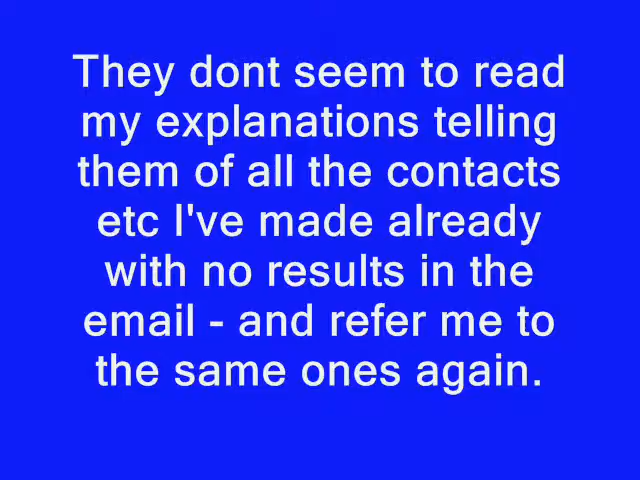 They dont seem to read
my explanations telling
them of all the contacts
etc I've made already
with no results in the
email - and refer me to
the same ones again.